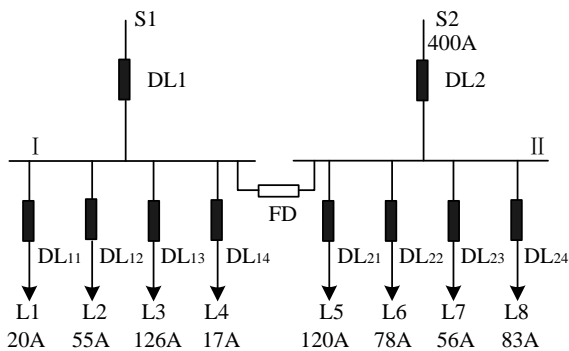 S1 S2
400A
DL1 DL2
I II
FD
DL11 DL12 DL13 DL14 DL21 DL22 DL23 DL24
L1 L2 L3 L4 L5 L6 L7 L8
20A 55A 126A 17A 120A 78A 56A 83A